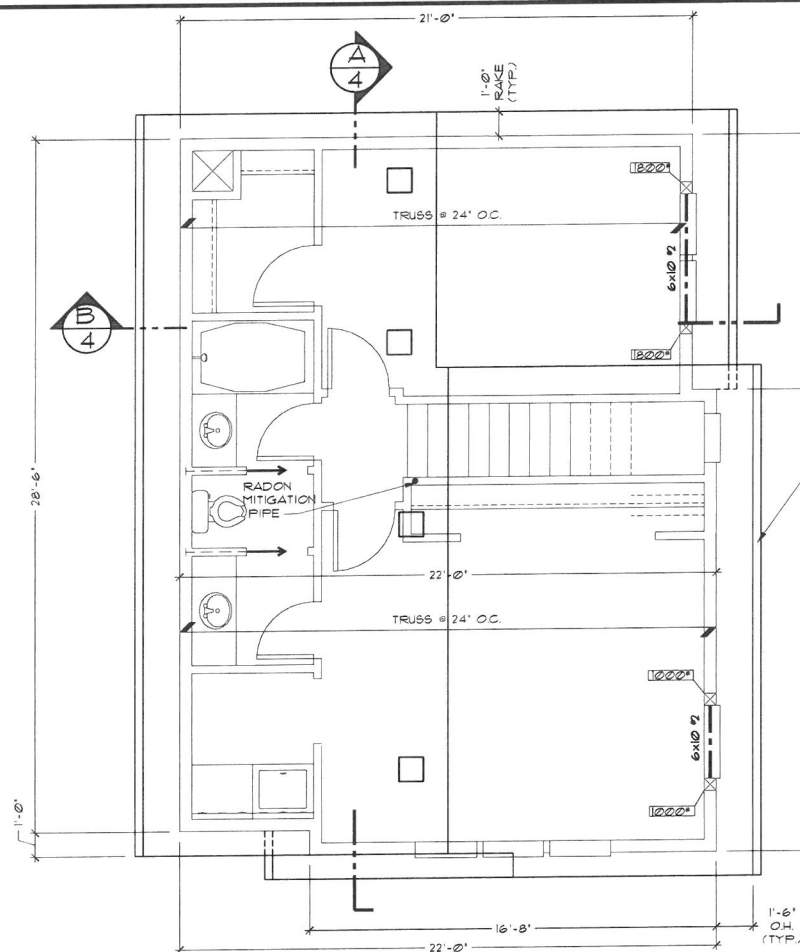 21'-0"
A
4
1'-0"
RAKE
(TYP.)
1800#
TRUSS @ 24" O.C.
6x10 #2
B
4
1800#
28'-6"
RADON
MITIGATION
PIPE
22'-0"
TRUSS @ 24" O.C.
1000#
6x10 #2
1000#
1'-0"
16'-8"
1'-6"
O.H.
(TYP.)
22'-0"